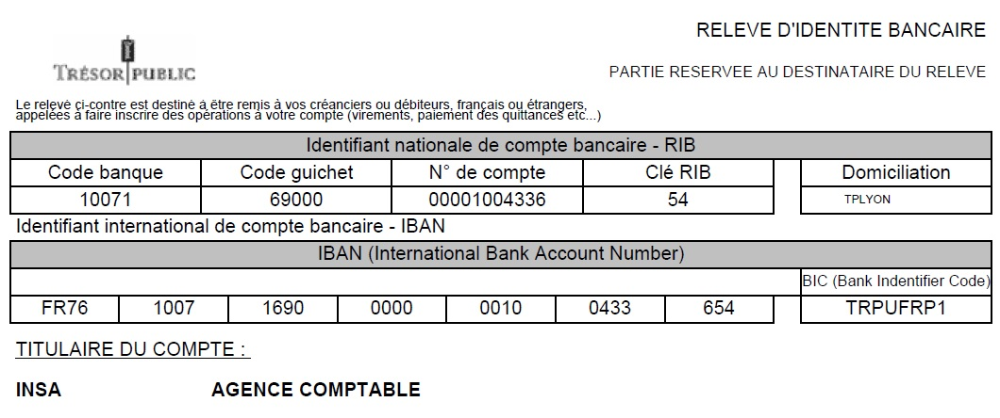 RELEVE D'IDENTITE BANCAIRE
TRÉSOR PUBLIC
PARTIE RESERVEE AU DESTINATAIRE DU RELEVE
Le relevé ci-contre est destiné à être remis à vos créanciers ou débiteurs, français ou étrangers,
appelées à faire inscrire des opérations à votre compte (virements, paiement des quittances etc...)
Identifiant nationale de compte bancaire - RIB
Code banque Code guichet N° de compte Clé RIB Domiciliation
10071 69000 00001004336 54 TPLYON
Identifiant international de compte bancaire - IBAN
IBAN (International Bank Account Number)
BIC (Bank Indentifier Code)
FR76 1007 1690 0000 0010 0433 654 TRPUFRP1
TITULAIRE DU COMPTE :
INSA AGENCE COMPTABLE